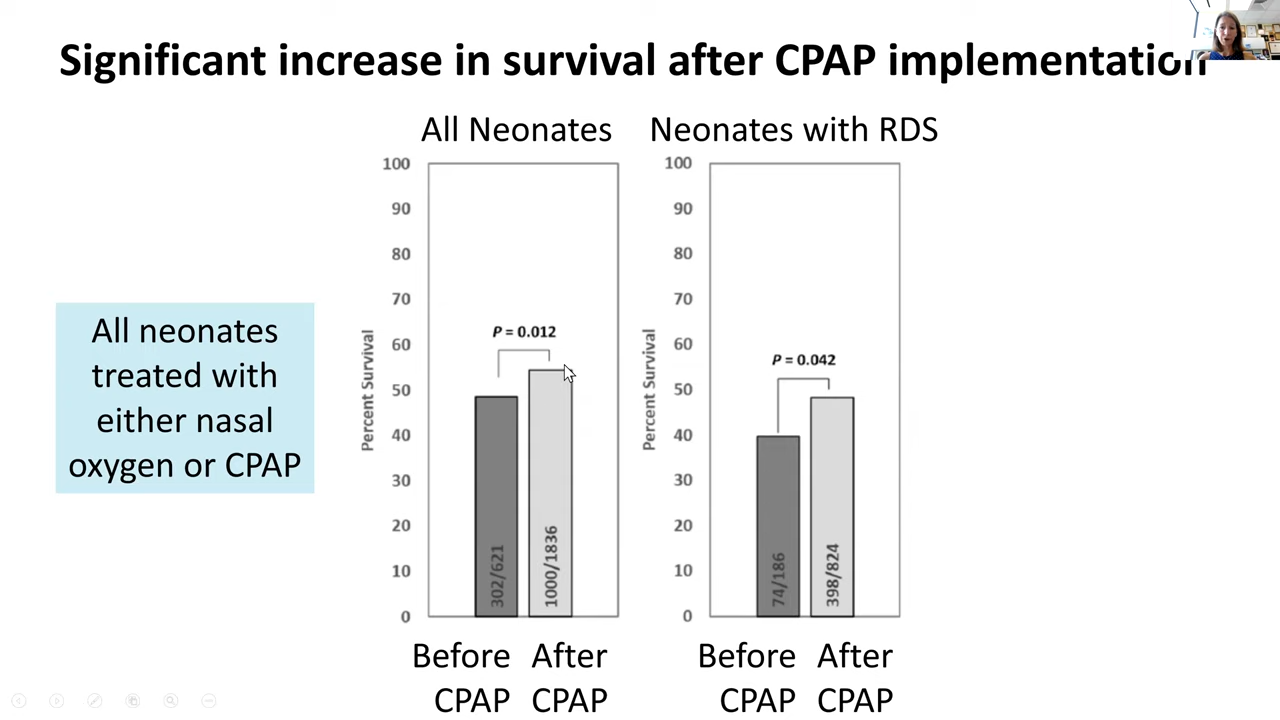 Significant increase in survival after CPAP implementation
All Neonates
Neonates with RDS
All neonates
treated with
either nasal
oxygen or CPAP
Percent Survival
100
90
80
70
60
50
40
30
20
10
0
P = 0.012
302/621
1000/1836
Before
CPAP
After
CPAP
Percent Survival
100
90
80
70
60
50
40
30
20
10
0
P = 0.042
74/186
398/824
Before
CPAP
After
CPAP